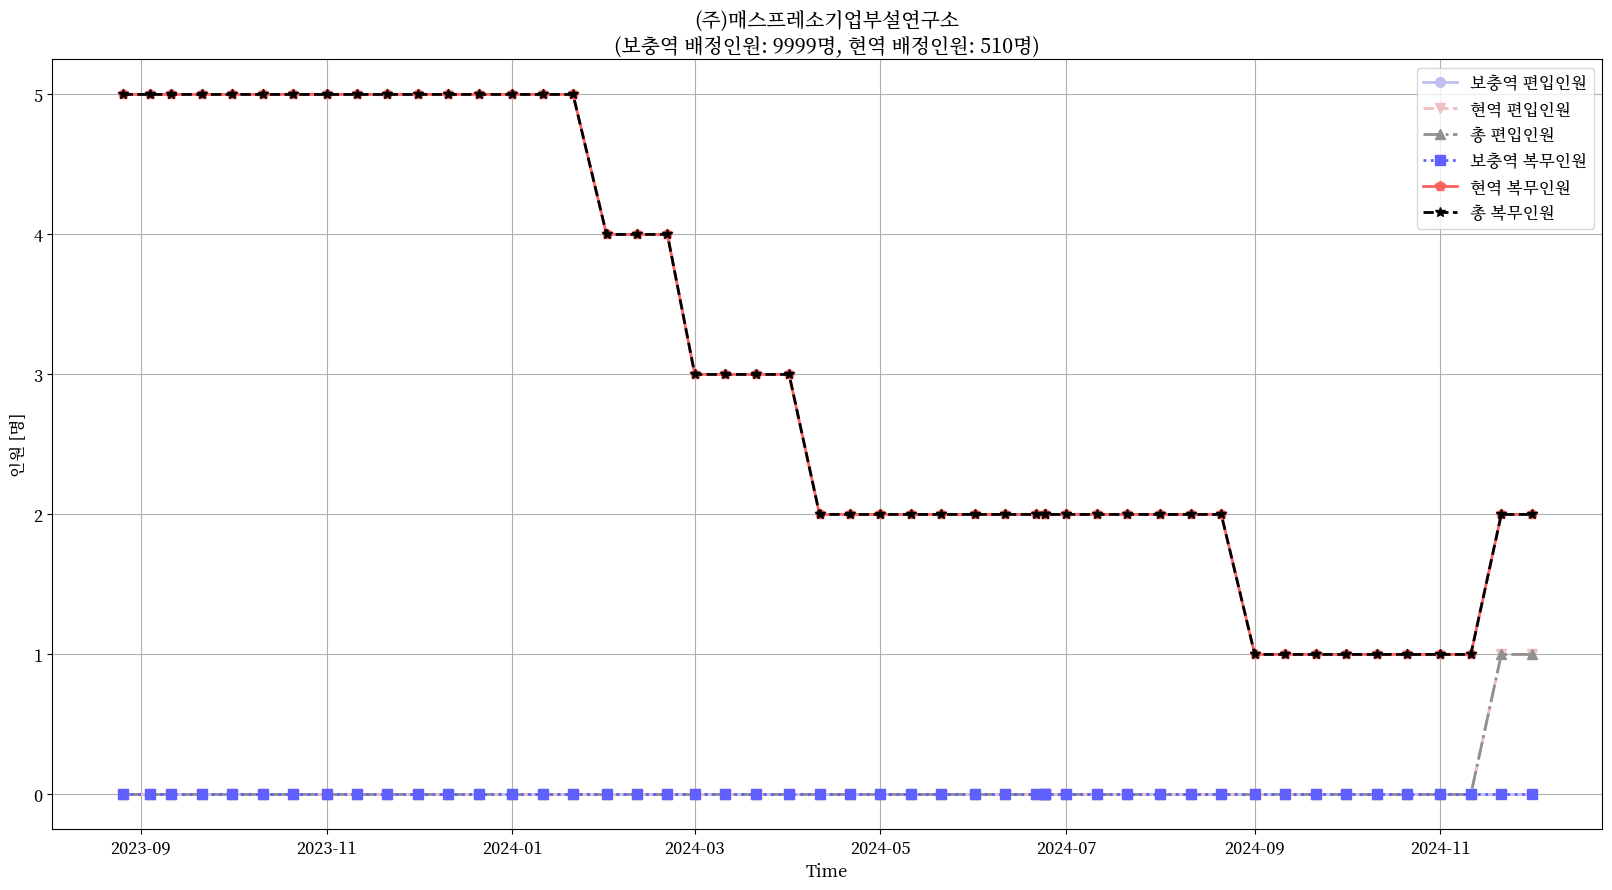 (주)매스프레소기업부설연구소
(보충역 배정인원: 9999명, 현역 배정인원: 510명)
보충역 편입인원
현역 편입인원
총 편입인원
보충역 복무인원
현역 복무인원
총 복무인원
5
4
3
2
1
0
인원 [명]
2023-09
2023-11
2024-01
2024-03
2024-05
2024-07
2024-09
2024-11
Time